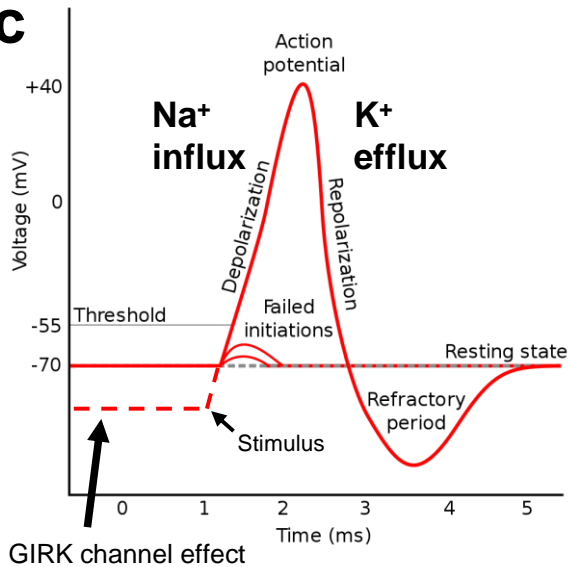 c
Action
potential
+40
Na+
influx
K+
efflux
Voltage (mV)
0
Depolarization
Repolarization
Threshold
Failed
initiations
-55
Resting state
-70
Refractory
period
Stimulus
0 1 2 3 4 5
Time (ms)
GIRK channel effect